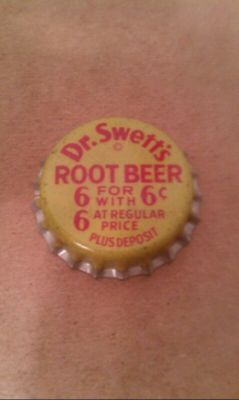 Dr. Swett's
©
ROOT BEER
6 FOR 6¢
WITH
6 AT REGULAR
PRICE
PLUS DEPOSIT